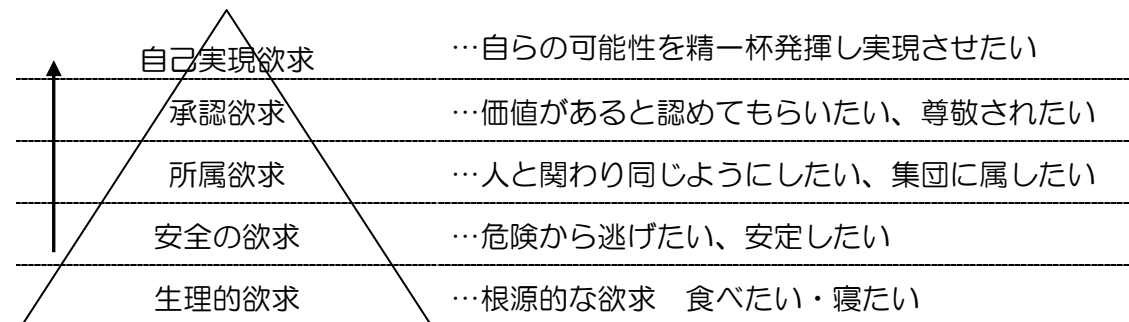 自己実現欲求 …自らの可能性を精一杯発揮し実現させたい
承認欲求 …価値があると認めてもらいたい、尊敬されたい
所属欲求 …人と関わり同じようにしたい、集団に属したい
安全の欲求 …危険から逃げたい、安定したい
生理的欲求 …根源的な欲求　食べたい・寝たい